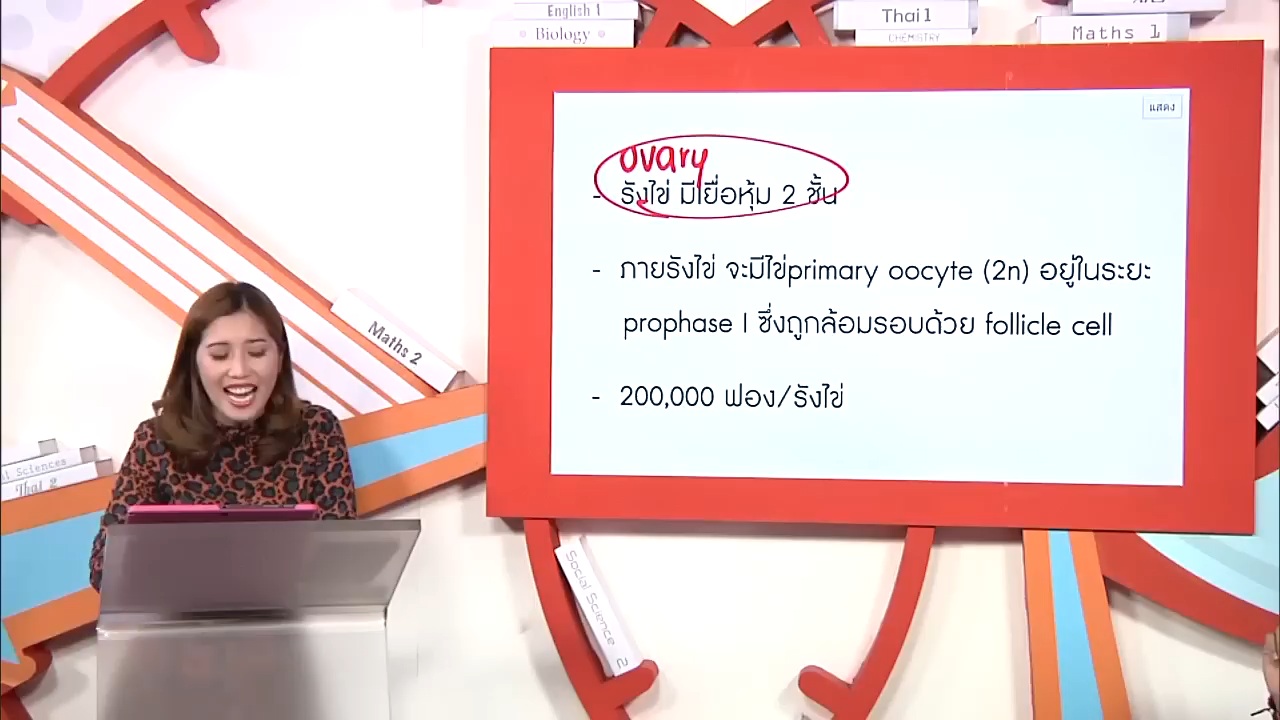 English 1
Biology
Thai 1
CHEMISTRY
Maths 1
แสดง
ovary
- รังไข่ มีเยื่อหุ้ม 2 ชั้น
- ภายรังไข่ จะมีไข่primary oocyte (2n) อยู่ในระยะ
prophase I ซึ่งถูกล้อมรอบด้วย follicle cell
- 200,000 ฟอง/รังไข่
Maths 2
al Sciences
Thai 2
Social Science 2